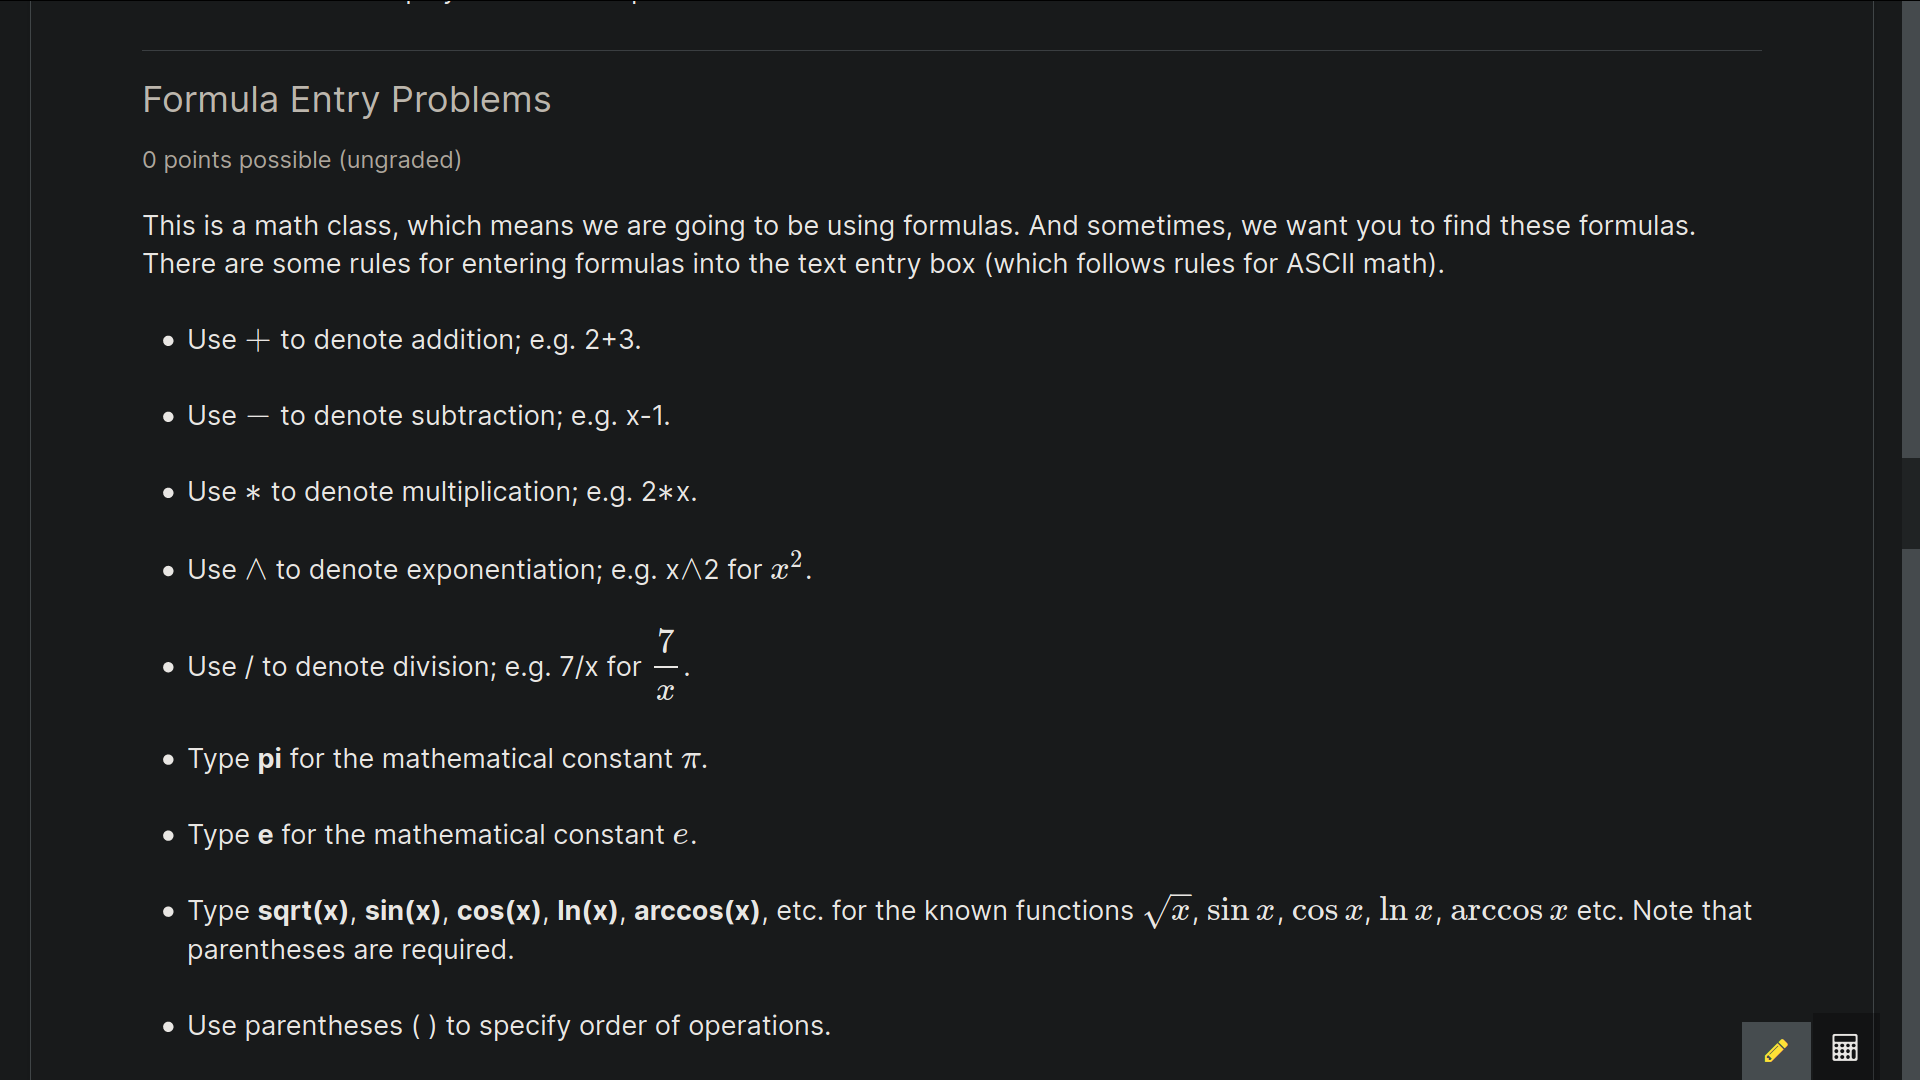 Formula Entry Problems
0 points possible (ungraded)
This is a math class, which means we are going to be using formulas. And sometimes, we want you to find these formulas.
There are some rules for entering formulas into the text entry box (which follows rules for ASCII math).
• Use + to denote addition; e.g. 2+3.
• Use − to denote subtraction; e.g. x-1.
• Use * to denote multiplication; e.g. 2*x.
• Use ∧ to denote exponentiation; e.g. x∧2 for x².
• Use / to denote division; e.g. 7/x for 7/x.
• Type pi for the mathematical constant π.
• Type e for the mathematical constant e.
• Type sqrt(x), sin(x), cos(x), ln(x), arccos(x), etc. for the known functions √x, sin x, cos x, ln x, arccos x etc. Note that
parentheses are required.
• Use parentheses ( ) to specify order of operations.